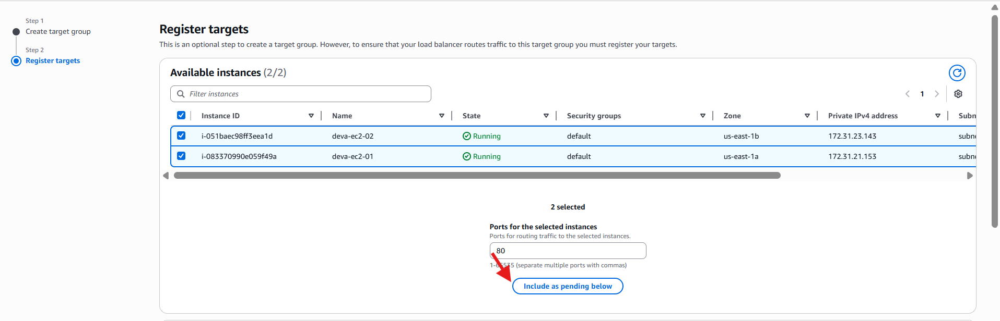 Step 1
Create target group
Step 2
Register targets
Register targets
This is an optional step to create a target group. However, to ensure that your load balancer routes traffic to this target group you must register your targets.
Available instances (2/2)
Filter instances
1
Instance ID Name State Security groups Zone Private IPv4 address Subn
i-051baec98ff3eea1d deva-ec2-02 Running default us-east-1b 172.31.23.143 subne
i-083370990e059f49a deva-ec2-01 Running default us-east-1a 172.31.21.153 subne
2 selected
Ports for the selected instances
Ports for routing traffic to the selected instances.
80
1-65535 (separate multiple ports with commas)
Include as pending below